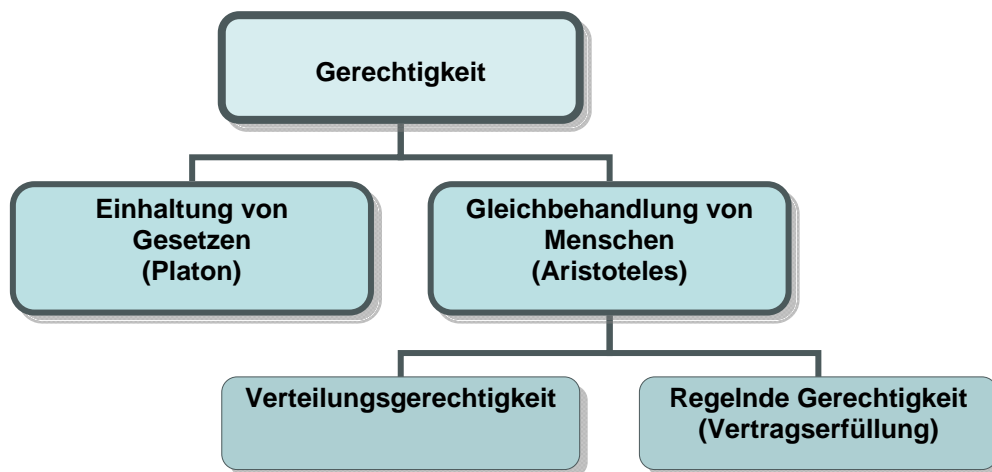 Gerechtigkeit
Einhaltung von
Gesetzen
(Platon)
Gleichbehandlung von
Menschen
(Aristoteles)
Verteilungsgerechtigkeit
Regelnde Gerechtigkeit
(Vertragserfüllung)